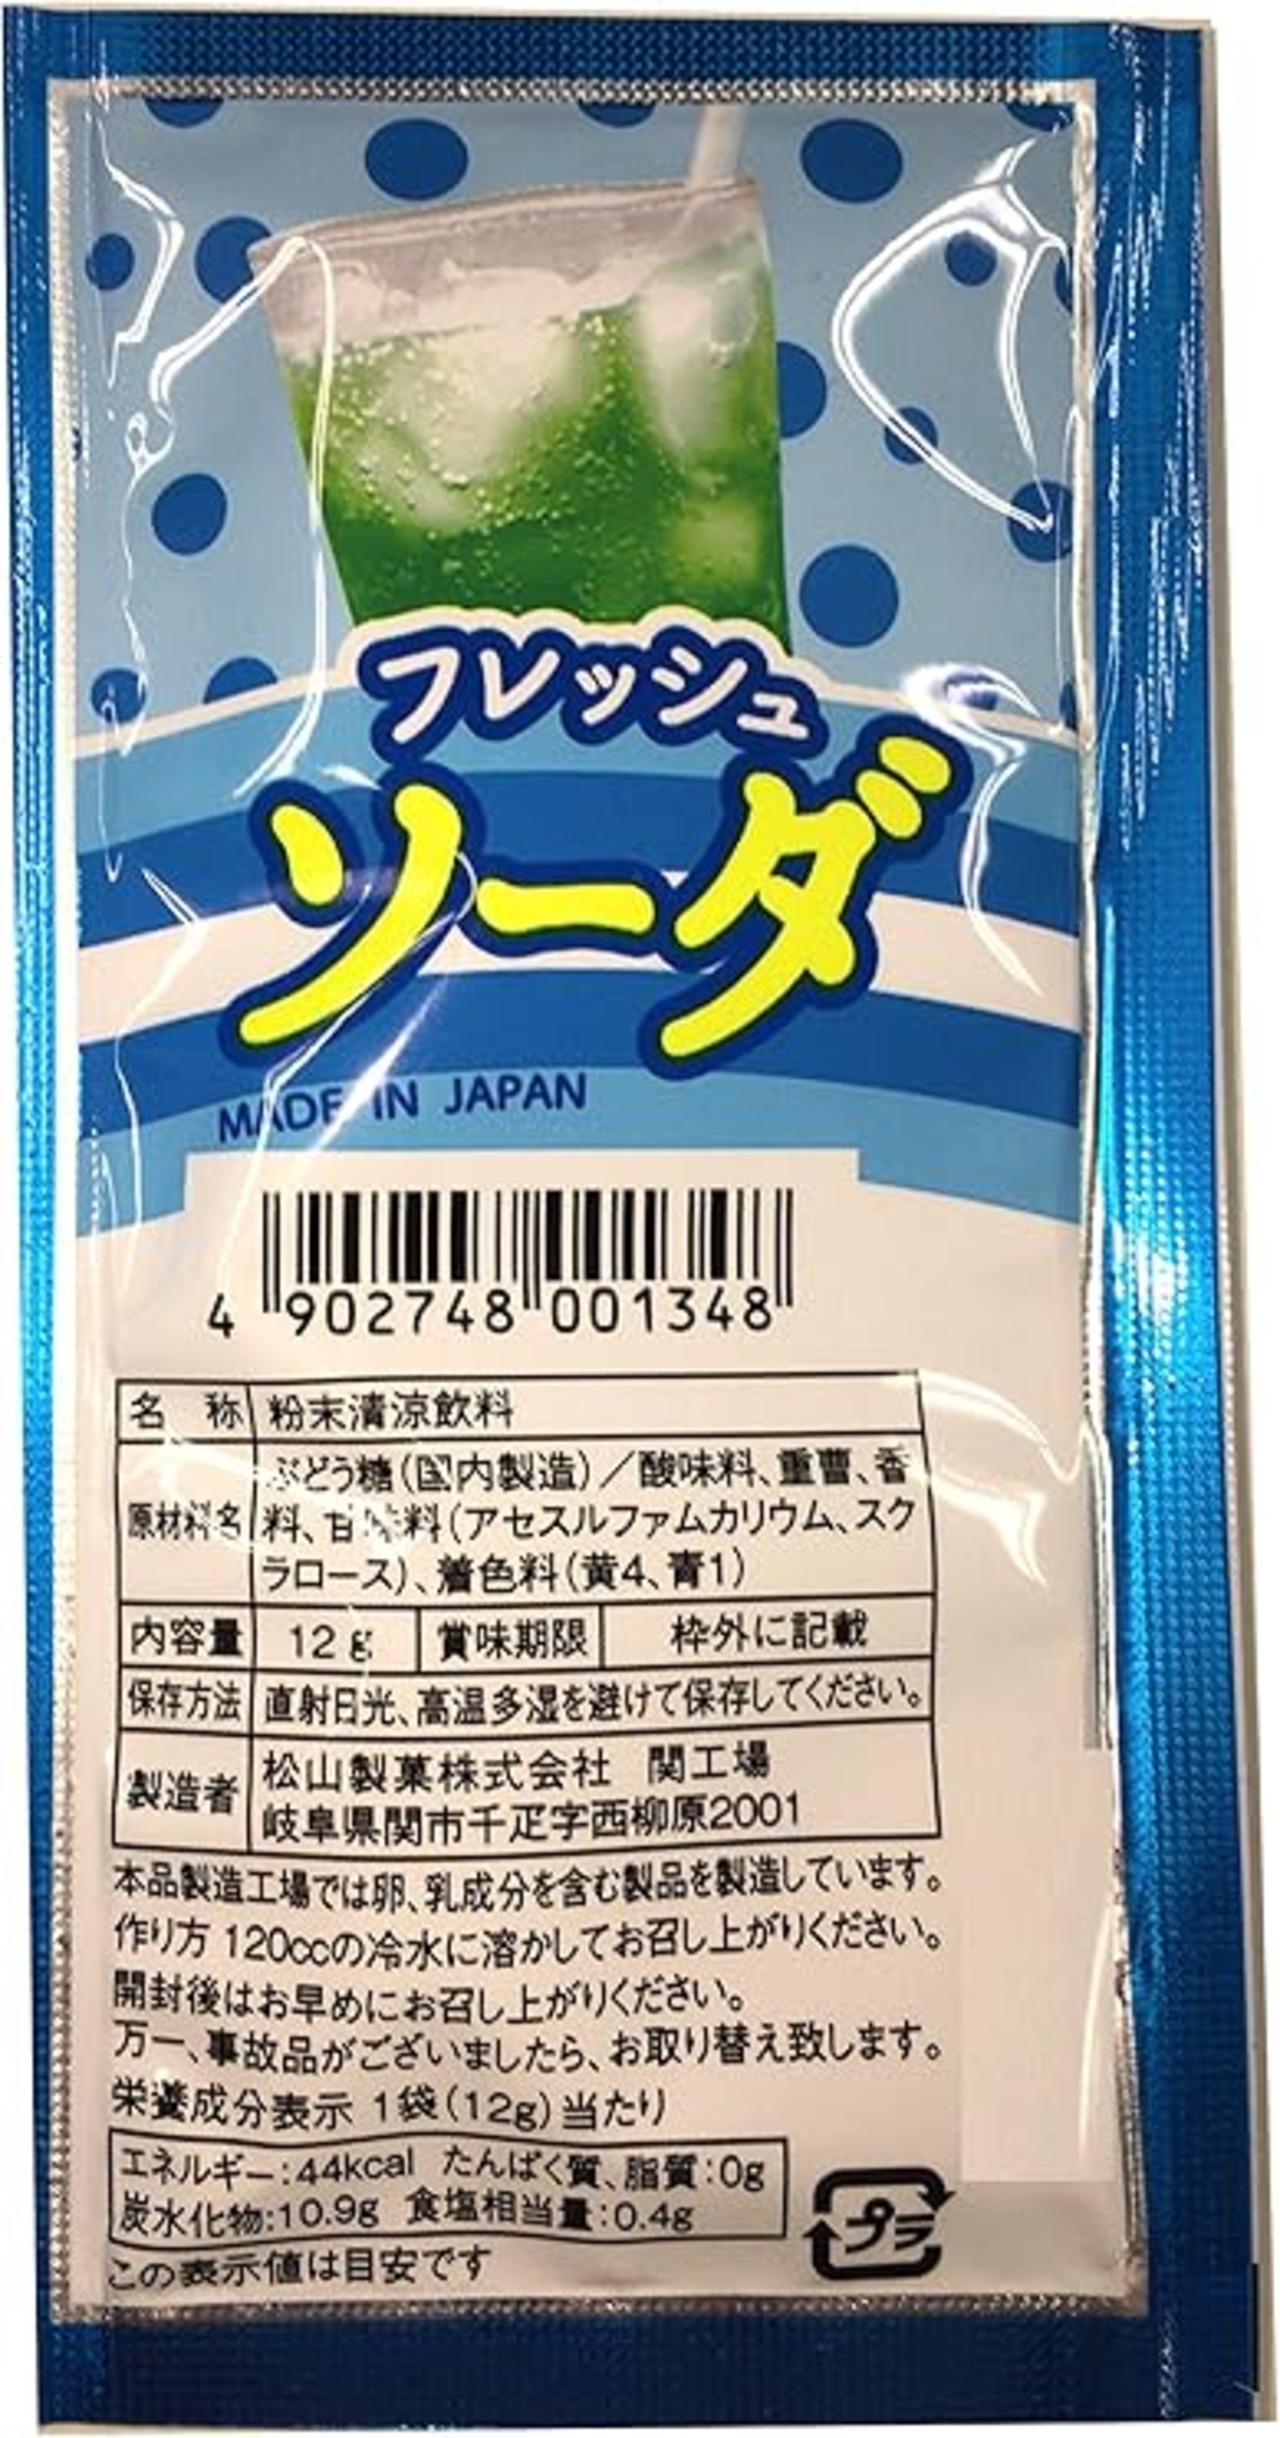 フレッシュ
ソーダ
MADE IN JAPAN
4 902748 001348
名 称 粉末清涼飲料
原材料名 ぶどう糖(国内製造)/酸味料、重曹、香
料、甘味料(アセスルファムカリウム、スク
ラロース)、着色料(黄4、青1)
内容量 12g 賞味期限 枠外に記載
保存方法 直射日光、高温多湿を避けて保存してください。
製造者 松山製菓株式会社 関工場
岐阜県関市千疋字西柳原2001
本品製造工場では卵、乳成分を含む製品を製造しています。
作り方 120ccの冷水に溶かしてお召し上がりください。
開封後はお早めにお召し上がりください。
万一、事故品がございましたら、お取り替え致します。
栄養成分表示 1袋(12g)当たり
エネルギー:44kcal たんぱく質、脂質:0g
炭水化物:10.9g 食塩相当量:0.4g
この表示値は目安です
プラ